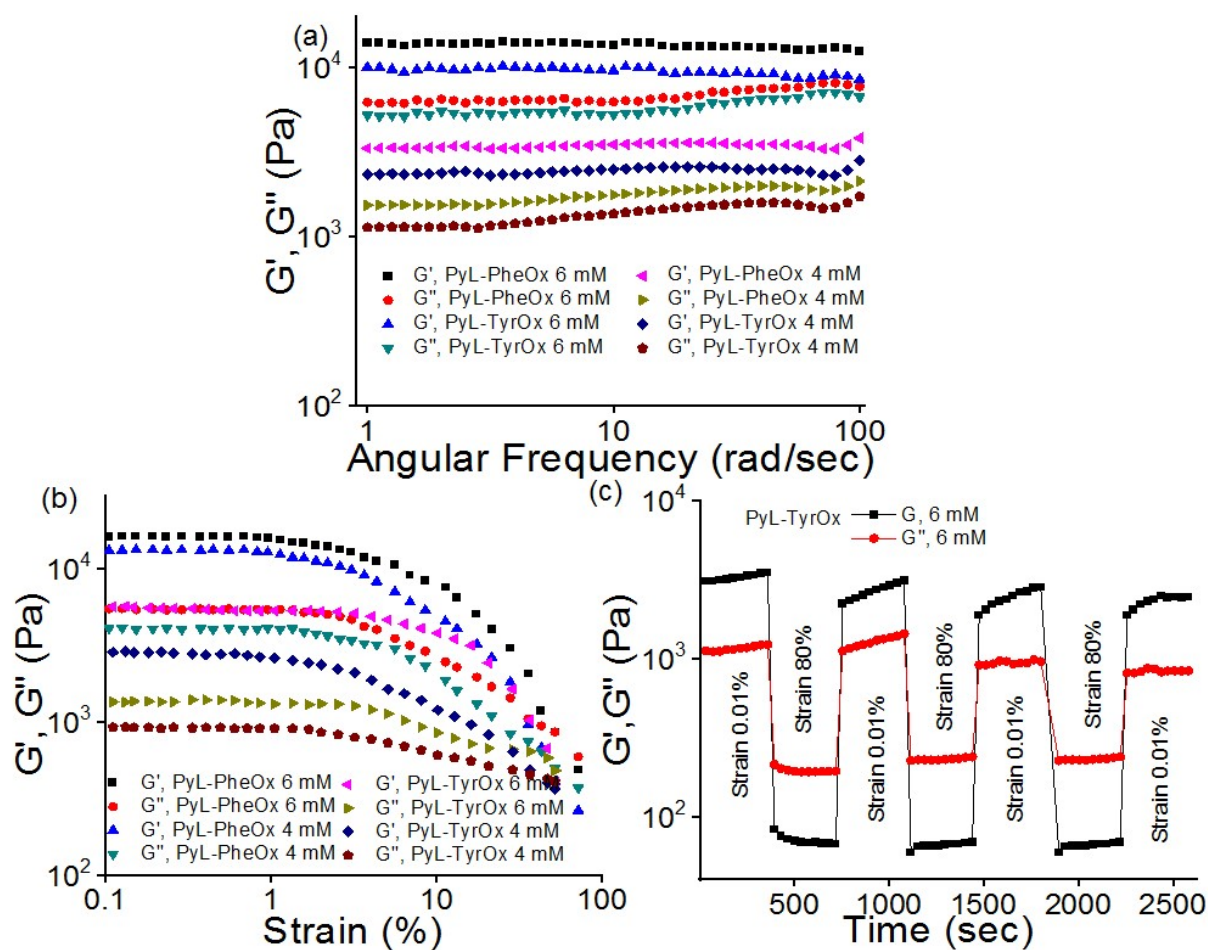 (a)
G', G'' (Pa)
10⁴
10³
10²
G', PyL-PheOx 6 mM
G'', PyL-PheOx 6 mM
G', PyL-TyrOx 6 mM
G'', PyL-TyrOx 6 mM
G', PyL-PheOx 4 mM
G'', PyL-PheOx 4 mM
G', PyL-TyrOx 4 mM
G'', PyL-TyrOx 4 mM
1 10 100
Angular Frequency (rad/sec)
(b)
G', G'' (Pa)
10⁴
10³
10²
G', PyL-PheOx 6 mM
G'', PyL-PheOx 6 mM
G', PyL-PheOx 4 mM
G'', PyL-PheOx 4 mM
G', PyL-TyrOx 6 mM
G'', PyL-TyrOx 6 mM
G', PyL-TyrOx 4 mM
G'', PyL-TyrOx 4 mM
0.1 1 10 100
Strain (%)
(c)
G', G'' (Pa)
10⁴
10³
10²
PyL-TyrOx
G, 6 mM
G'', 6 mM
Strain 0.01%
Strain 80%
Strain 0.01%
Strain 80%
Strain 0.01%
Strain 80%
Strain 0.01%
500 1000 1500 2000 2500
Time (sec)